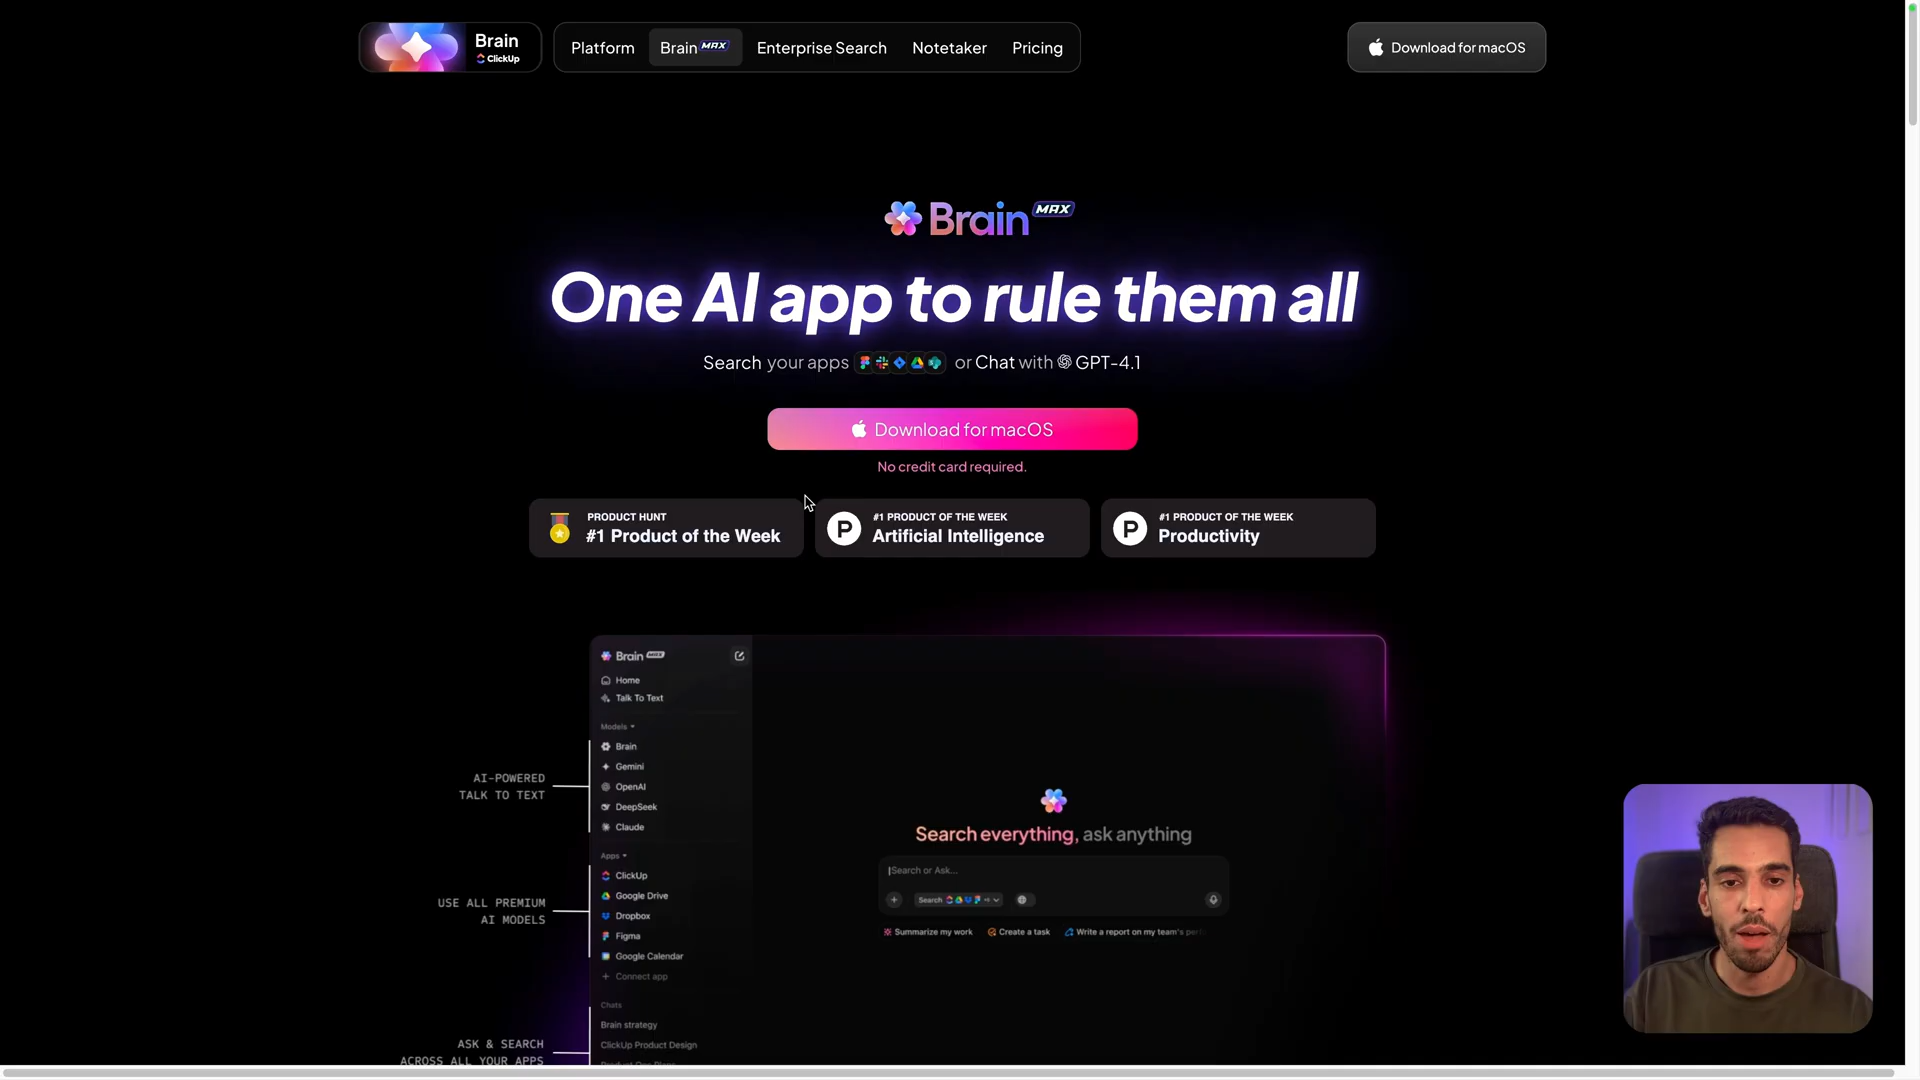 Brain
ClickUp
Platform
Brain MAX
Enterprise Search
Notetaker
Pricing
Download for macOS
Brain MAX
One AI app to rule them all
Search your apps or Chat with GPT-4.1
Download for macOS
No credit card required.
PRODUCT HUNT
#1 Product of the Week
P
#1 PRODUCT OF THE WEEK
Artificial Intelligence
P
#1 PRODUCT OF THE WEEK
Productivity
AI-POWERED
TALK TO TEXT
USE ALL PREMIUM
AI MODELS
ASK & SEARCH
ACROSS ALL YOUR APPS
Brain MAX
Home
Talk To Text
Models
Brain
Gemini
OpenAI
DeepSeek
Claude
Apps
ClickUp
Google Drive
Dropbox
Figma
Google Calendar
Connect app
Chats
Brain strategy
ClickUp Product Design
Search everything, ask anything
Search or Ask...
Search
Summarize my work
Create a task
Write a report on my team's